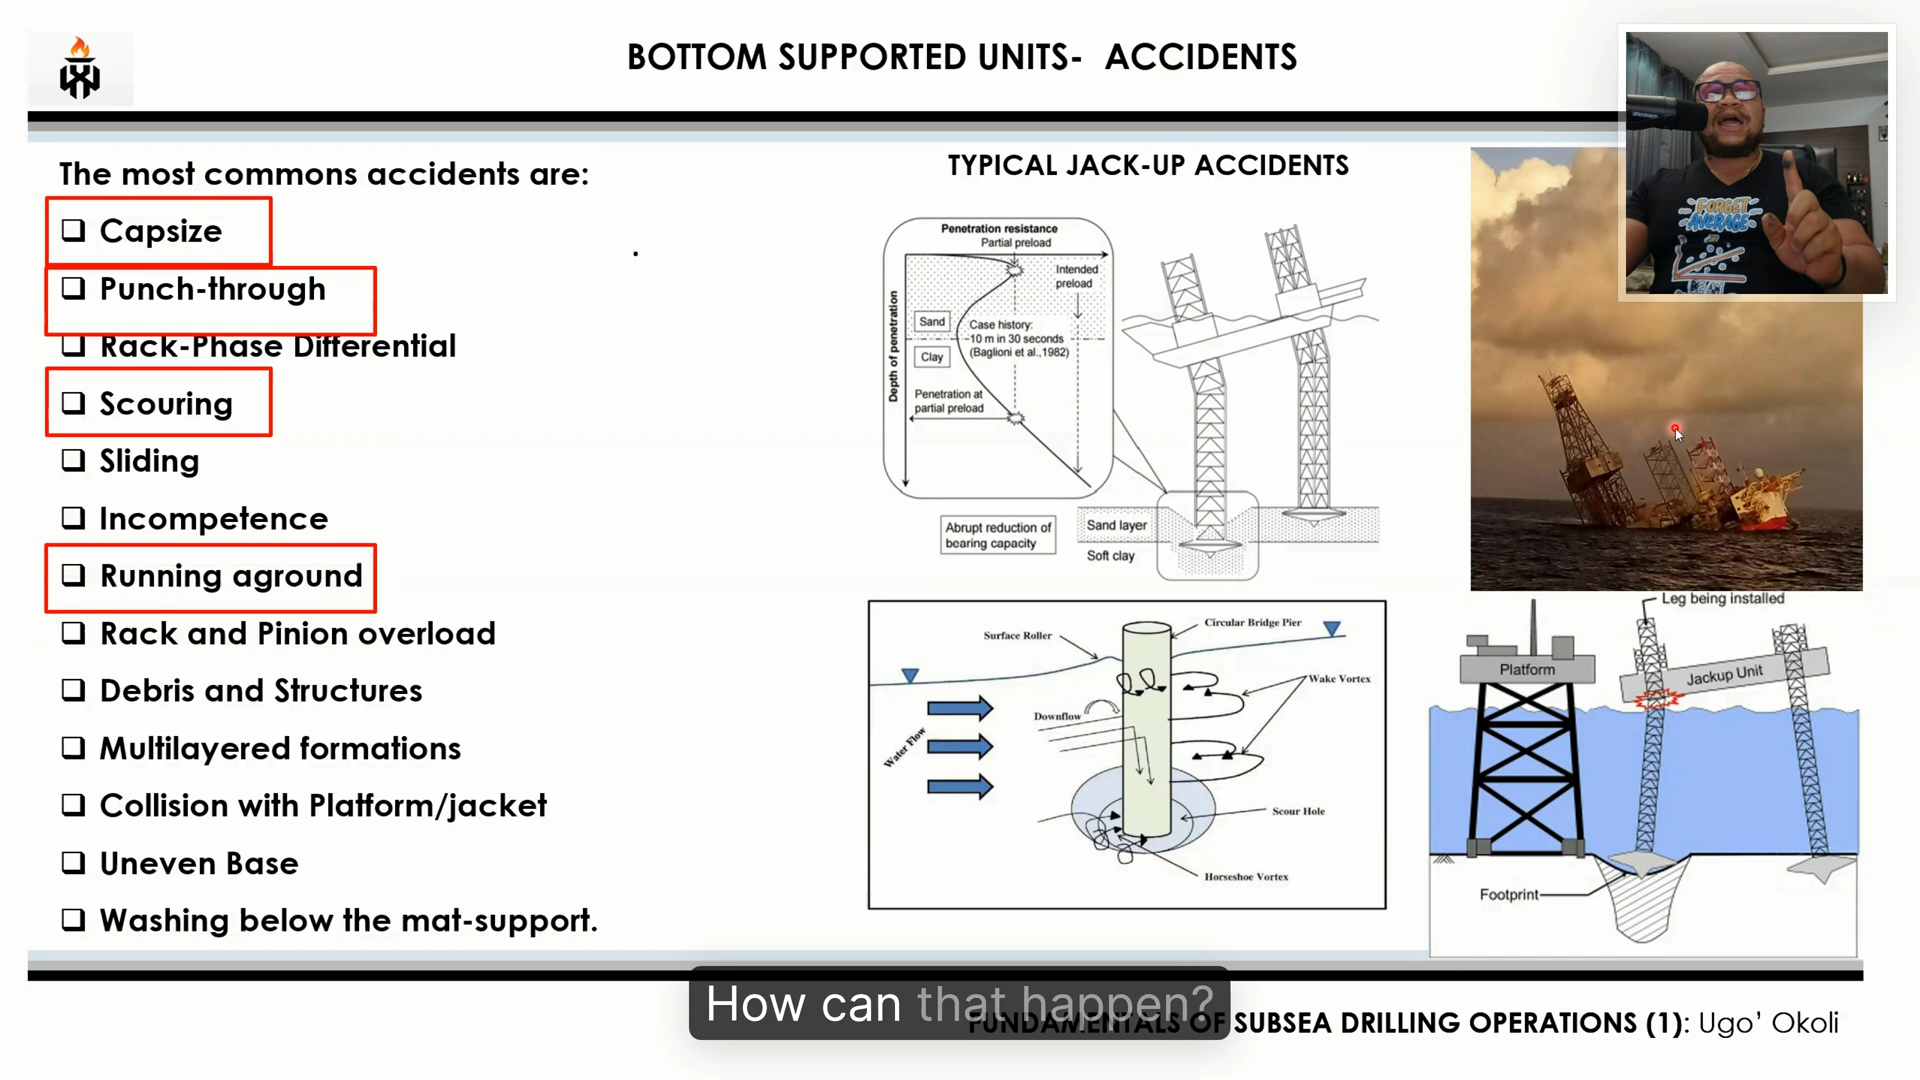 BOTTOM SUPPORTED UNITS-  ACCIDENTS
The most commons accidents are:
Capsize
Punch-through
Rack-Phase Differential
Scouring
Sliding
Incompetence
Running aground
Rack and Pinion overload
Debris and Structures
Multilayered formations
Collision with Platform/jacket
Uneven Base
Washing below the mat-support.
TYPICAL JACK-UP ACCIDENTS
Penetration resistance
Partial preload
Intended
preload
Depth of penetration
Sand
Case history:
10 m in 30 seconds
(Baglioni et al.,1982)
Clay
Penetration at
partial preload
Abrupt reduction of
bearing capacity
Sand layer
Soft clay
Surface Roller
Circular Bridge Pier
Wake Vortex
Downflow
Water Flow
Scour Hole
Horseshoe Vortex
FORGET
AVERAGE
Leg being installed
Platform
Jackup Unit
Footprint
How can that happen?
FUNDAMENTALS OF SUBSEA DRILLING OPERATIONS (1): Ugo' Okoli